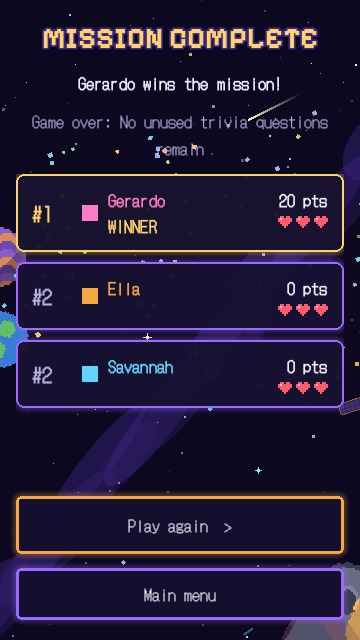 MISSION COMPLETE
Gerardo wins the mission!
Game over: No unused trivia questions
remain.
#1
Gerardo
WINNER
20 pts
#2
Ella
0 pts
#2
Savannah
0 pts
Play again >
Main menu